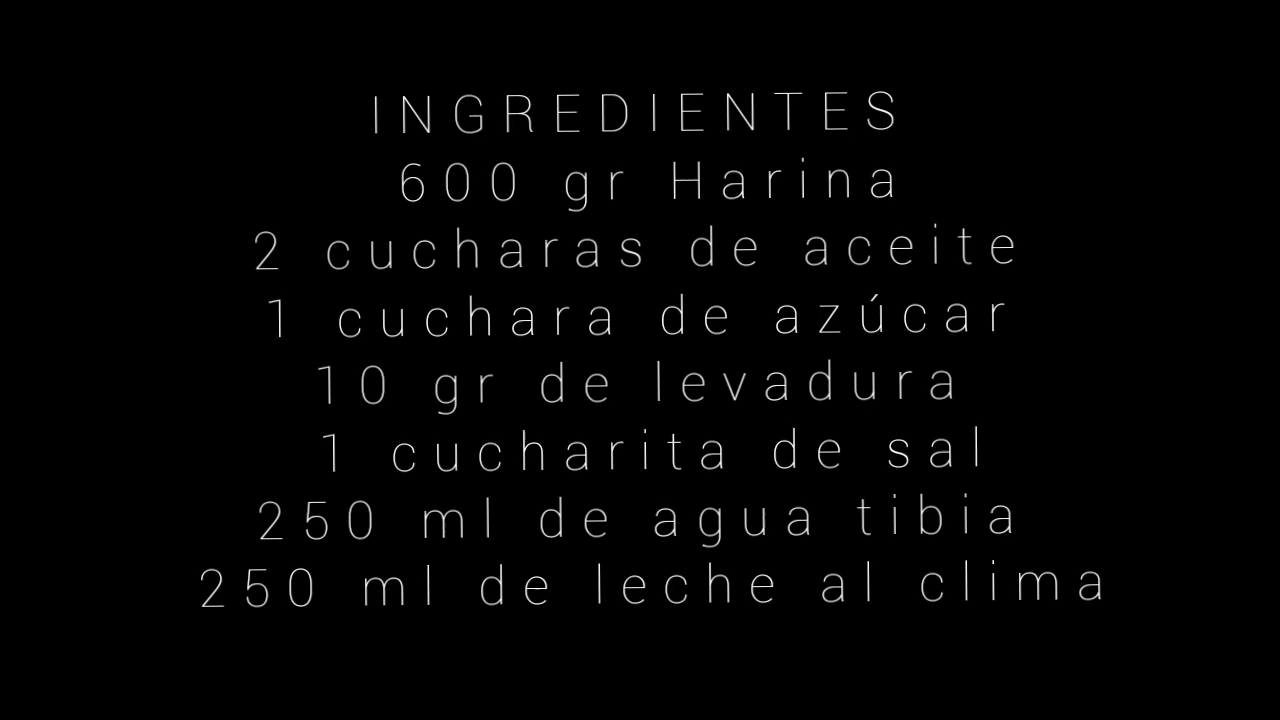 INGREDIENTES
600 gr Harina
2 cucharas de aceite
1 cuchara de azúcar
10 gr de levadura
1 cucharita de sal
250 ml de agua tibia
250 ml de leche al clima